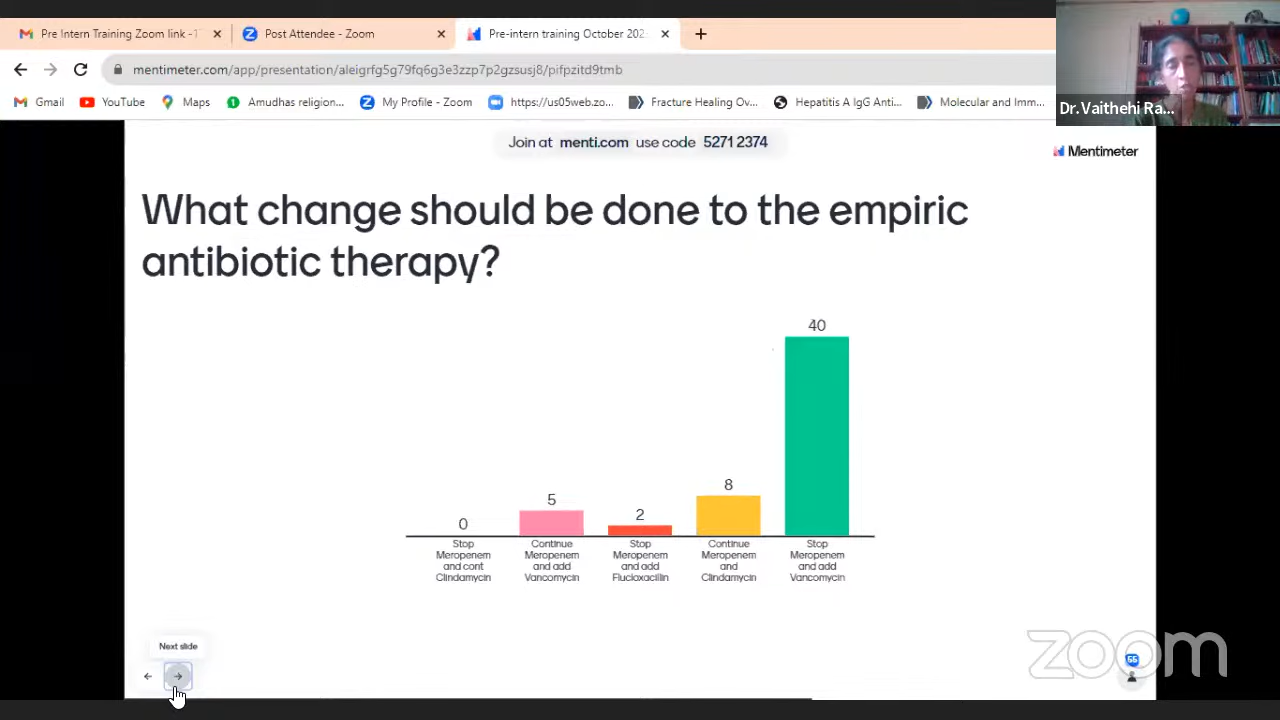 Pre Intern Training Zoom link - 1
Post Attendee - Zoom
Pre-intern training October 202
mentimeter.com/app/presentation/aleigrfg5g79fq6g3e3zzp7p2gzsusj8/pifpzitd9tmb
Gmail
YouTube
Maps
Amudhas religion...
My Profile - Zoom
https://us05web.zo...
Fracture Healing Ov...
Hepatitis A IgG Anti...
Molecular and Imm...
Dr.Vaithehi Ra...
Join at menti.com use code 5271 2374
Mentimeter
What change should be done to the empiric
antibiotic therapy?
0
5
2
8
40
Stop
Meropenem
and cont
Clindamycin
Continue
Meropenem
and add
Vancomycin
Stop
Meropenem
and add
Flucloxacillin
Continue
Meropenem
and
Clindamycin
Stop
Meropenem
and add
Vancomycin
Next slide
zoom